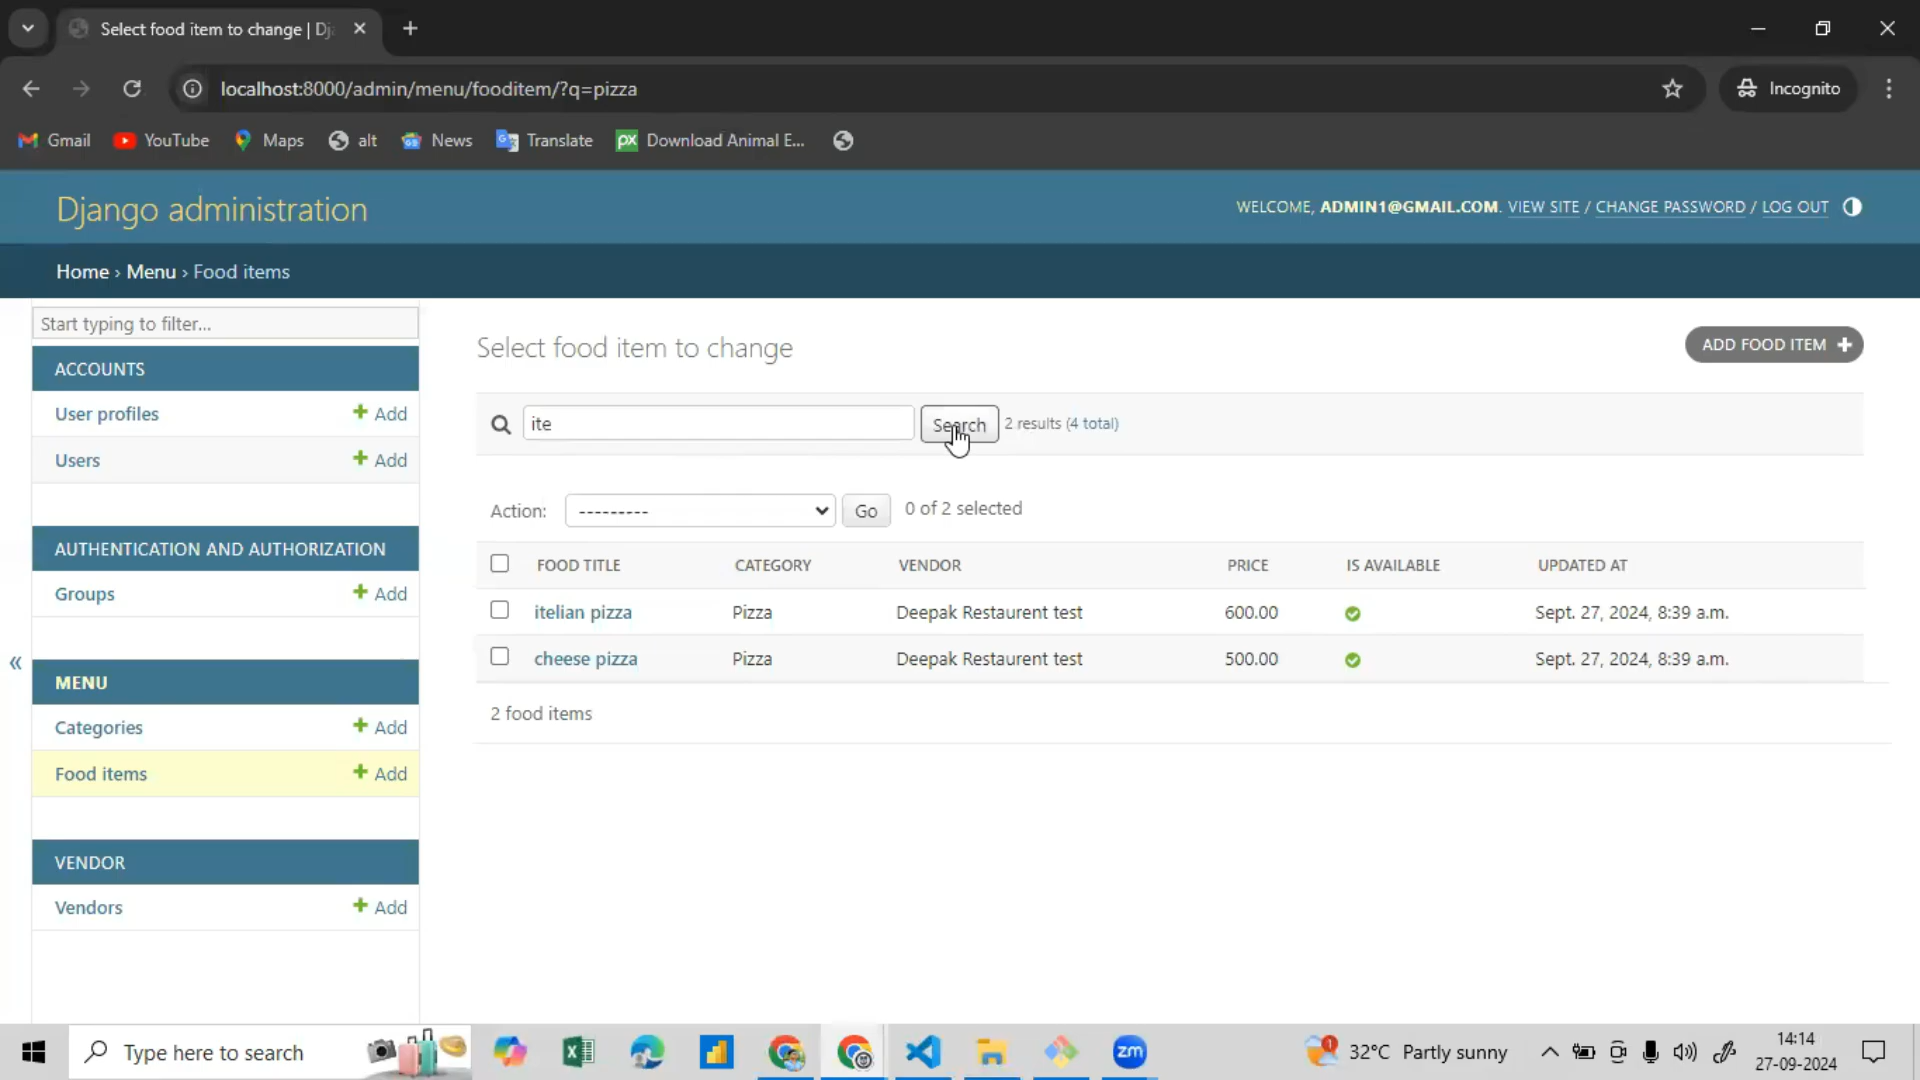 Select food item to change | Dj
localhost:8000/admin/menu/fooditem/?q=pizza
Incognito
Gmail YouTube Maps alt News Translate Download Animal E...
Django administration
WELCOME, ADMIN1@GMAIL.COM. VIEW SITE / CHANGE PASSWORD / LOG OUT
Home › Menu › Food items
Start typing to filter...
ACCOUNTS
User profiles + Add
Users + Add
AUTHENTICATION AND AUTHORIZATION
Groups + Add
«
MENU
Categories + Add
Food items + Add
VENDOR
Vendors + Add
Select food item to change
ADD FOOD ITEM +
ite Search 2 results (4 total)
Action: --------- Go 0 of 2 selected
FOOD TITLE CATEGORY VENDOR PRICE IS AVAILABLE UPDATED AT
itelian pizza Pizza Deepak Restaurent test 600.00 Sept. 27, 2024, 8:39 a.m.
cheese pizza Pizza Deepak Restaurent test 500.00 Sept. 27, 2024, 8:39 a.m.
2 food items
Type here to search
zm
1
32°C Partly sunny
14:14
27-09-2024